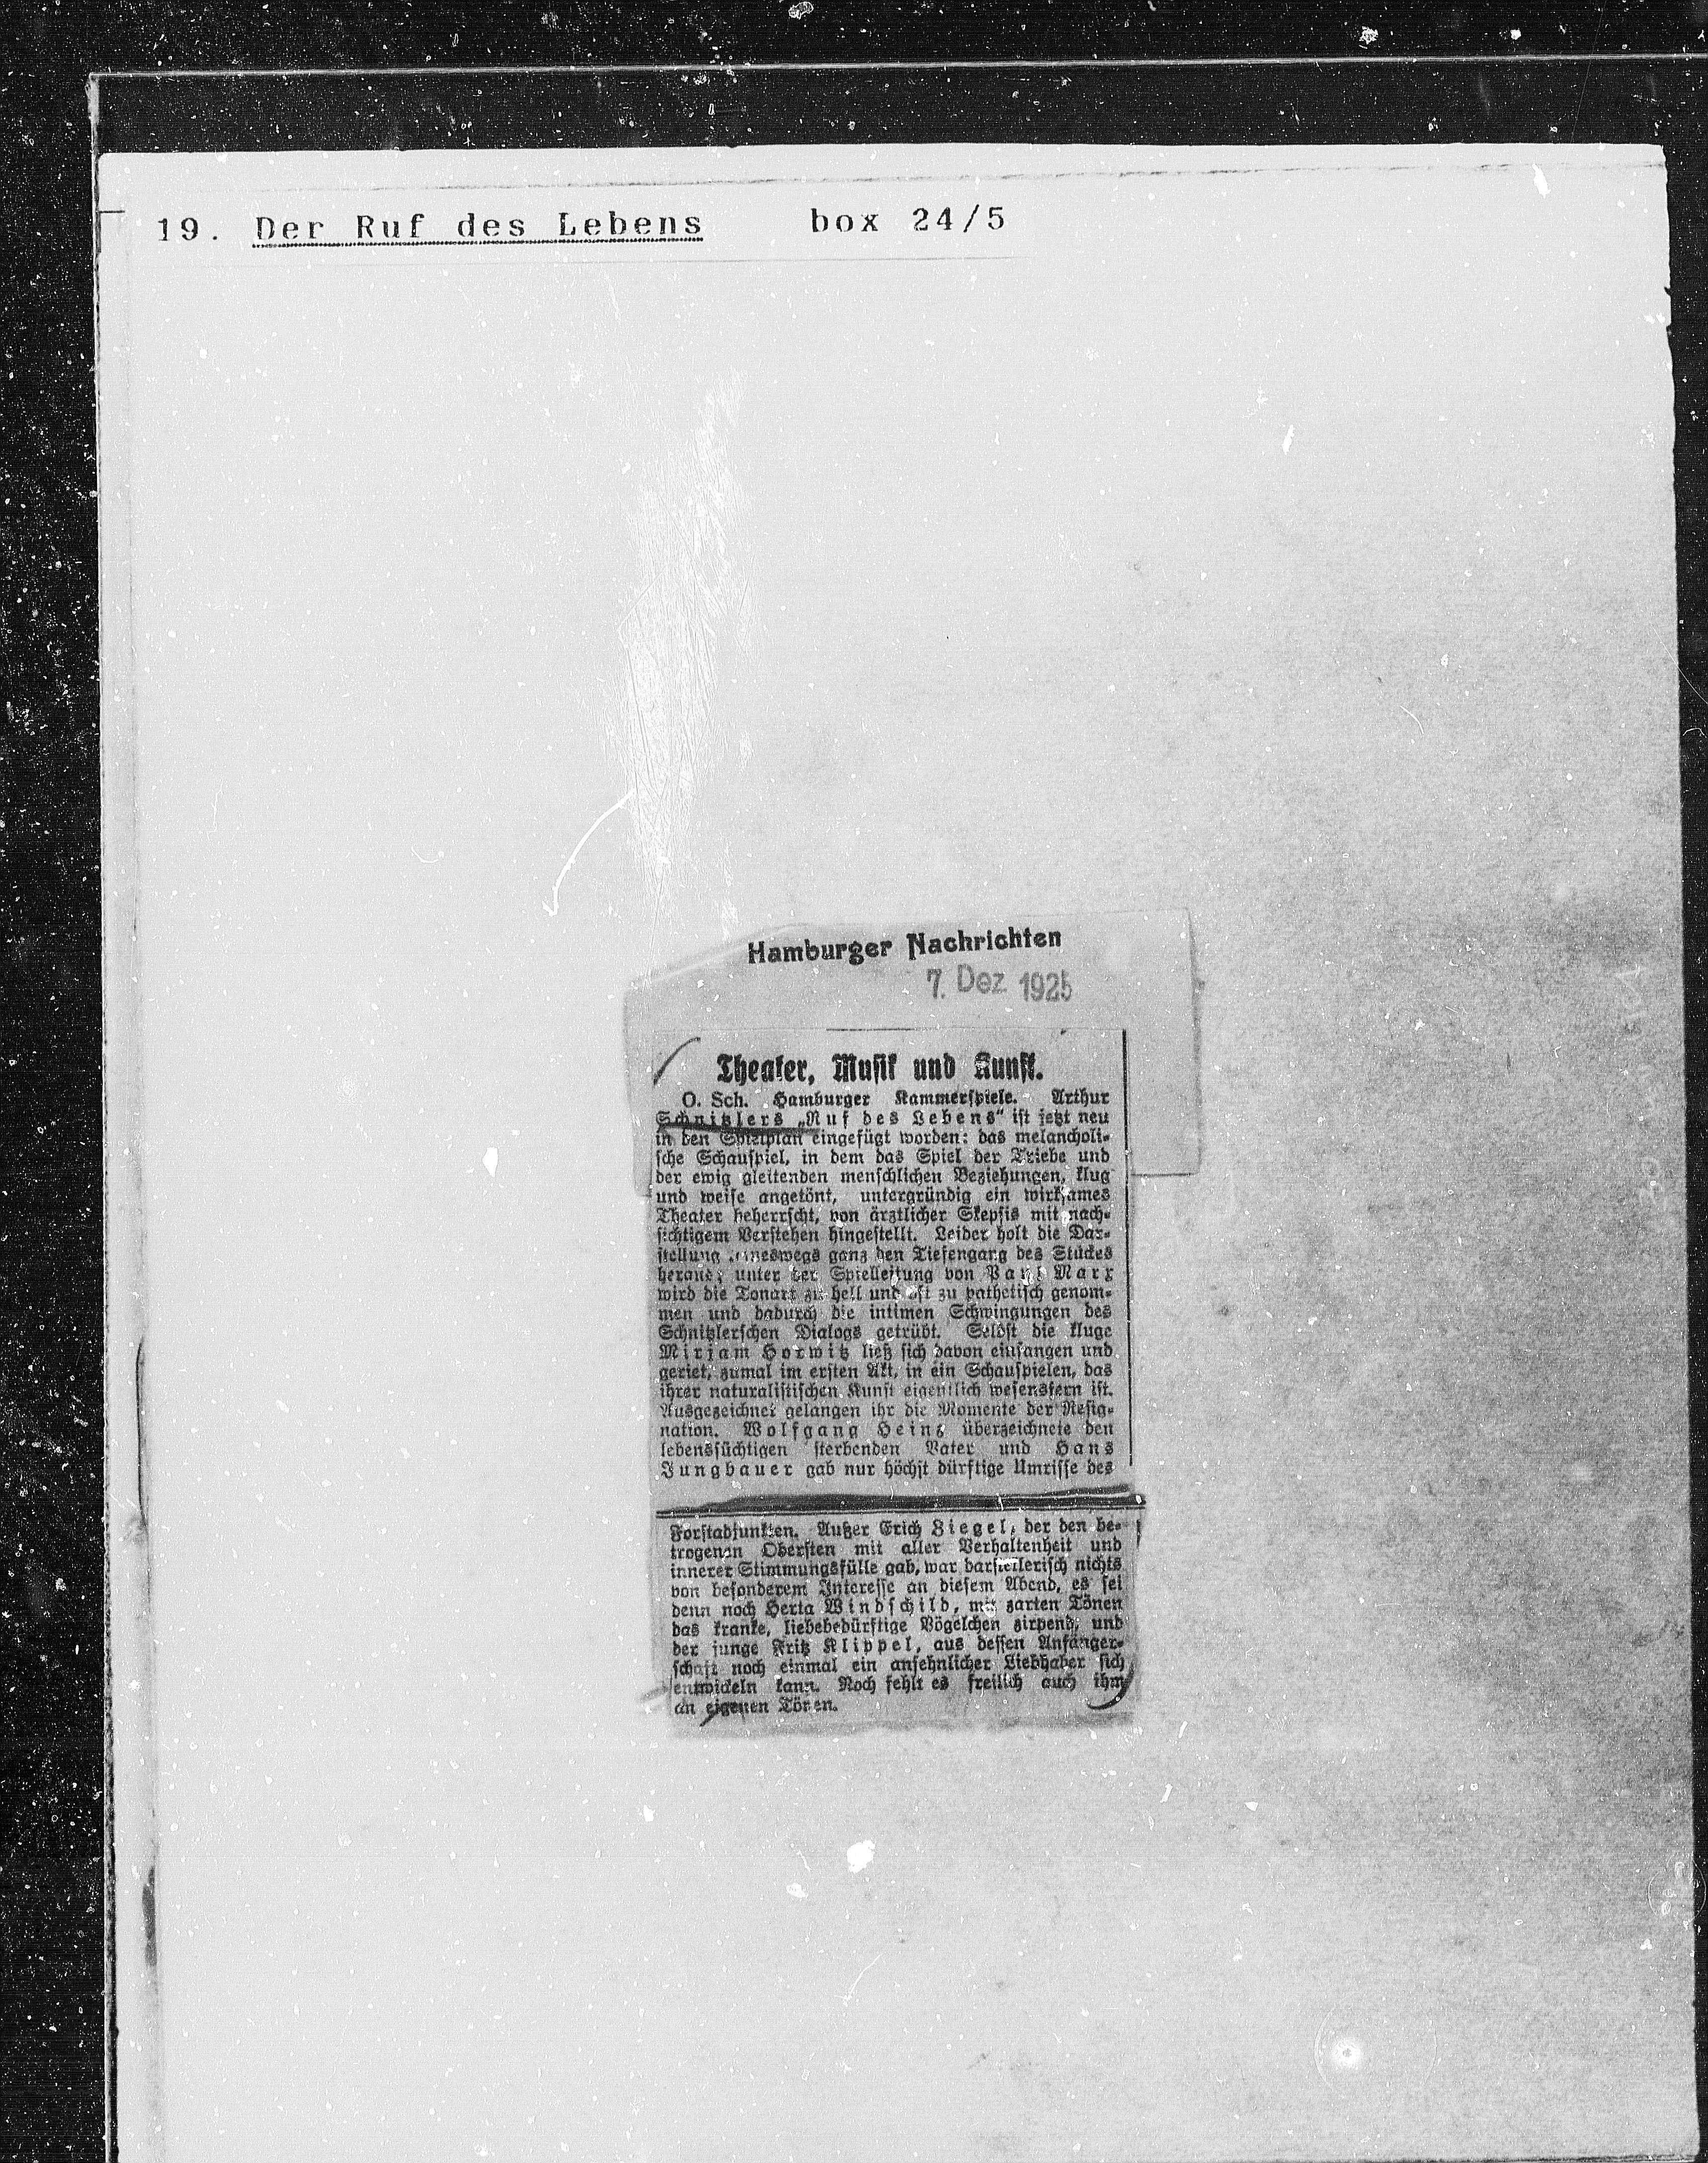 19. Der Ruf des Lebens box 24/5
Hamburger Nachrichten
7. Dez 1925
Theater, Musik und Kunst.
O. Sch. Hamburger Kammerspiele. Arthur
Schnitzlers „Ruf des Lebens“ ist jetzt neu
in den Spielplan eingefügt worden: das melancholi-
sche Schauspiel, in dem das Spiel der Triebe und
der ewig gleitenden menschlichen Beziehungen, klug
und weise angetönt, untergründig ein wirksames
Theater beherrscht, von ärztlicher Skepsis mit nach-
sichtigem Verstehen hingestellt. Leider holt die Dar-
stellung keineswegs ganz den Tiefengang des Stückes
heraus; unter der Spielleitung von Paul Marx
wird die Tonart zu hell und oft zu pathetisch genom-
men und dadurch die intimen Schwingungen des
Schnitzlerschen Dialogs getrübt. Selbst die kluge
Mirjam Horwitz ließ sich davon einfangen und
geriet, zumal im ersten Akt, in ein Schauspielen, das
ihrer naturalistischen Kunst eigentlich wesensfern ist.
Ausgezeichnet gelangen ihr die Momente der Resig-
nation. Wolfgang Heinz überzeichnete den
lebenssüchtigen sterbenden Vater und Hans
Jungbauer gab nur höchst dürftige Umrisse des
Forstadjunkten. Außer Erich Ziegel, der den be-
trogenen Obersten mit aller Verhaltenheit und
innerer Stimmungsfülle gab, war darstellerisch nichts
von besonderem Interesse an diesem Abend, es sei
denn noch Herta Windschild, mit zarten Tönen
das kranke, liebebedürftige Vögelchen zirpend, und
der junge Fritz Klippel, aus dessen Anfänger-
schaft noch einmal ein ansehnlicher Liebhaber sich
entwickeln kann. Noch fehlt es freilich auch ihm
an eigenen Tönen.